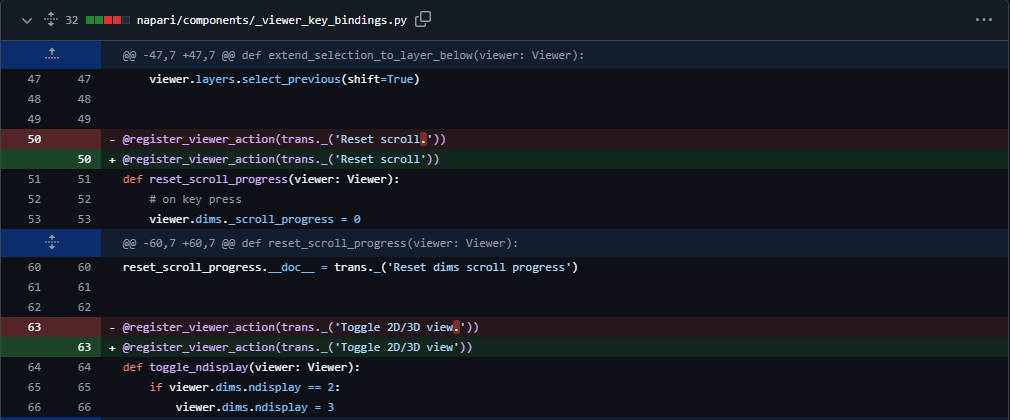 32 napari/components/_viewer_key_bindings.py
@@ -47,7 +47,7 @@ def extend_selection_to_layer_below(viewer: Viewer):
47 47 viewer.layers.select_previous(shift=True)
48 48
49 49
50 - @register_viewer_action(trans._('Reset scroll.'))
50 + @register_viewer_action(trans._('Reset scroll'))
51 51 def reset_scroll_progress(viewer: Viewer):
52 52 # on key press
53 53 viewer.dims._scroll_progress = 0
@@ -60,7 +60,7 @@ def reset_scroll_progress(viewer: Viewer):
60 60 reset_scroll_progress.__doc__ = trans._('Reset dims scroll progress')
61 61
62 62
63 - @register_viewer_action(trans._('Toggle 2D/3D view.'))
63 + @register_viewer_action(trans._('Toggle 2D/3D view'))
64 64 def toggle_ndisplay(viewer: Viewer):
65 65 if viewer.dims.ndisplay == 2:
66 66 viewer.dims.ndisplay = 3